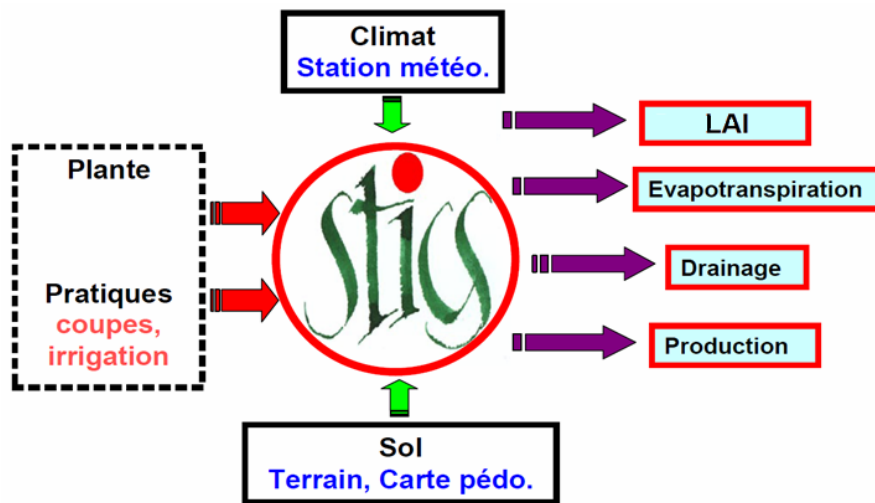 Climat
Station météo.
Plante
Pratiques
coupes,
irrigation
stics
LAI
Evapotranspiration
Drainage
Production
Sol
Terrain, Carte pédo.